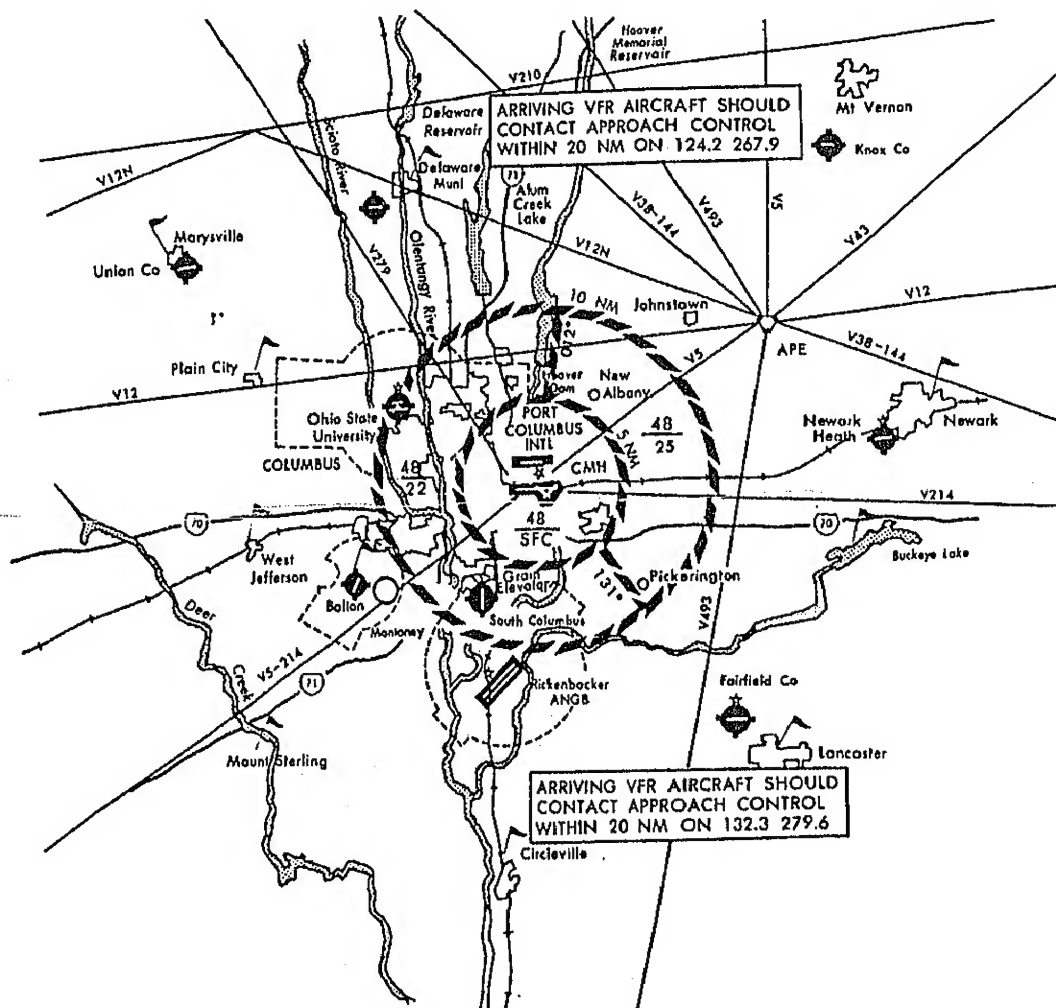 Hoover
Memorial
Reservoir
V210
Mt Vernon
Delaware
Reservoir
ARRIVING VFR AIRCRAFT SHOULD
CONTACT APPROACH CONTROL
WITHIN 20 NM ON 124.2 267.9
Knox Co
Scioto River
Delaware
Muni
71
Alum
Creek
Lake
V12N
V5
V493
V38-144
V43
V12N
Marysville
Union Co
V279
Olentangy River
10 NM
Johnstown
V12
APE
V38-144
V5
Plain City
V12
Hoover
Dam
New
Albany
Ohio State
University
PORT
COLUMBUS
INTL
5 NM
48
25
Newark
Heath
Newark
COLUMBUS
48
22
CMH
V214
48
SFC
70
70
West
Jefferson
Buckeye Lake
Bolton
Grain
Elevator
131°
Pickerington
South Columbus
V493
Deer
Creek
V5-214
71
Rickenbacker
ANGB
Fairfield Co
Mount Sterling
Lancaster
ARRIVING VFR AIRCRAFT SHOULD
CONTACT APPROACH CONTROL
WITHIN 20 NM ON 132.3 279.6
Circleville